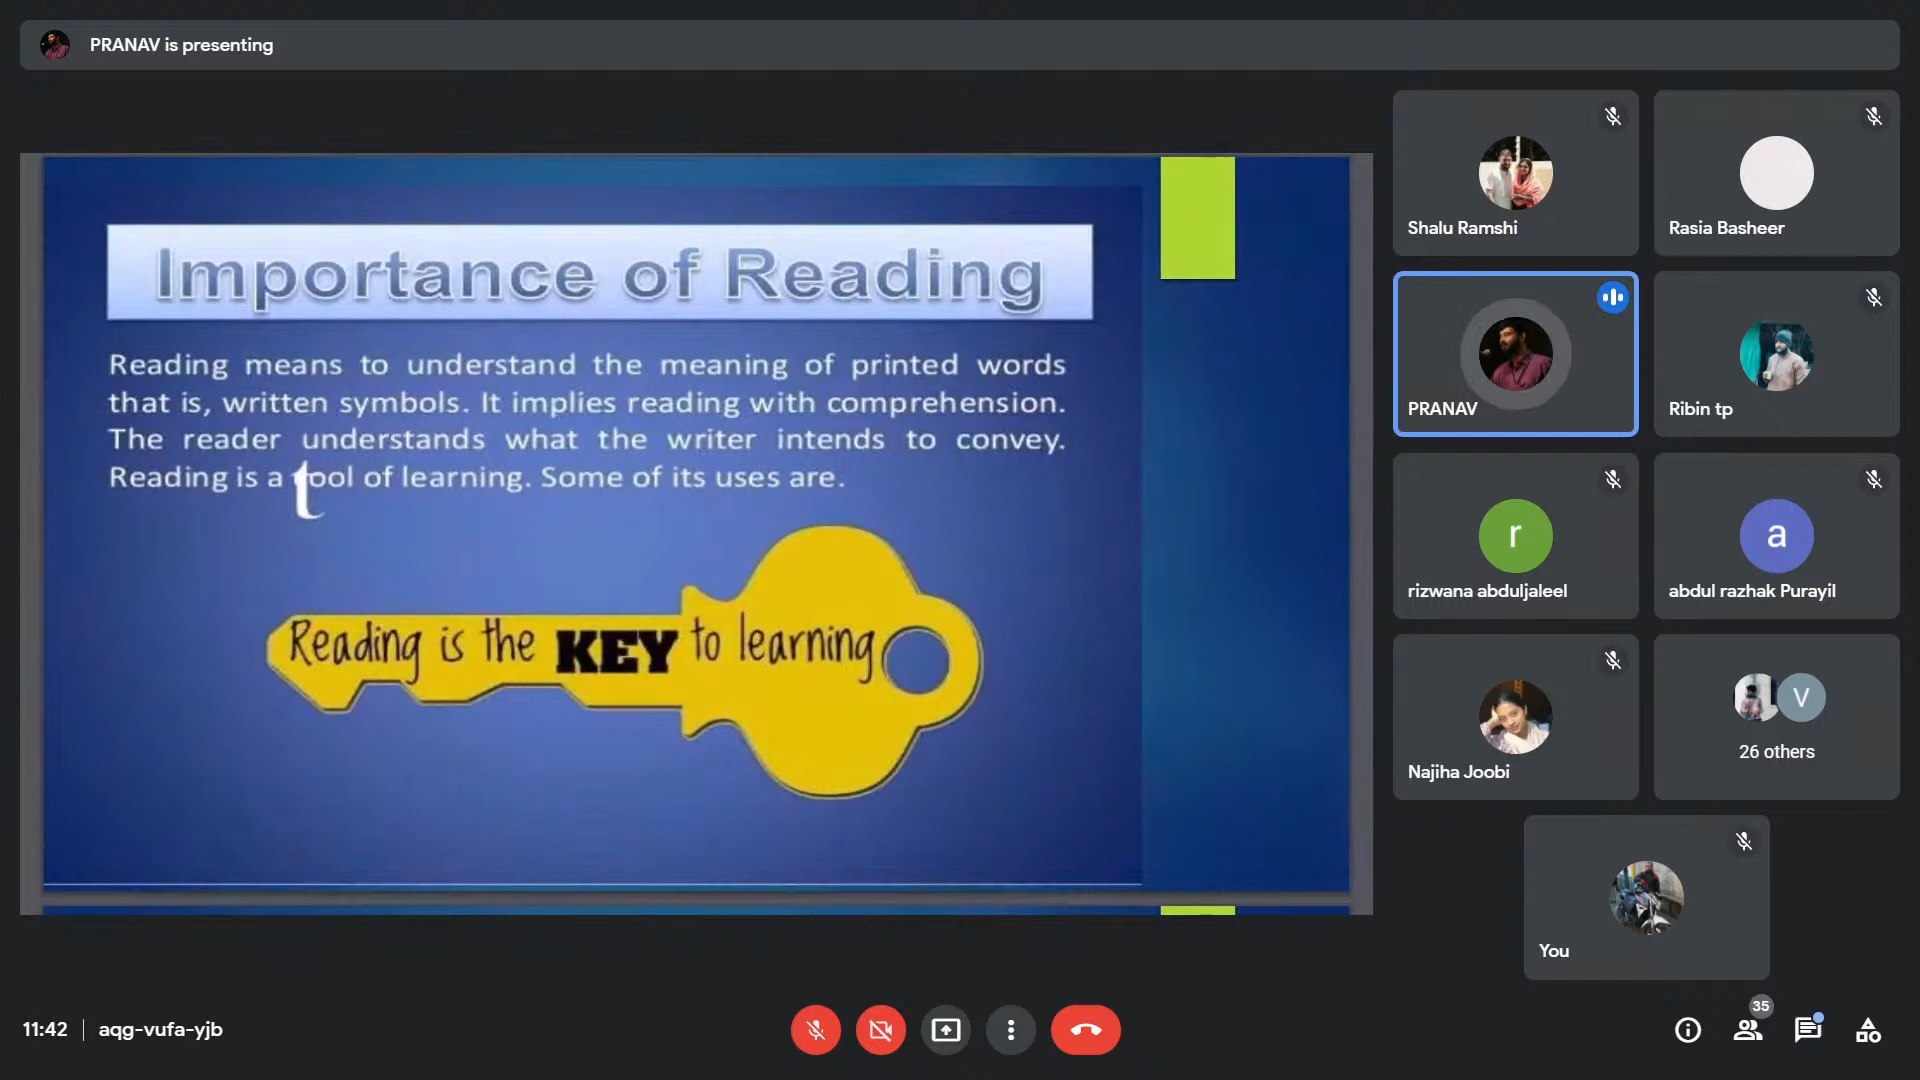 PRANAV is presenting
Importance of Reading
Reading means to understand the meaning of printed words
that is, written symbols. It implies reading with comprehension.
The reader understands what the writer intends to convey.
Reading is a tool of learning. Some of its uses are.
t
Reading is the KEY to learning
Shalu Ramshi
Rasia Basheer
PRANAV
Ribin tp
r
rizwana abduljaleel
a
abdul razhak Purayil
Najiha Joobi
V
26 others
You
11:42
aqg-vufa-yjb
35